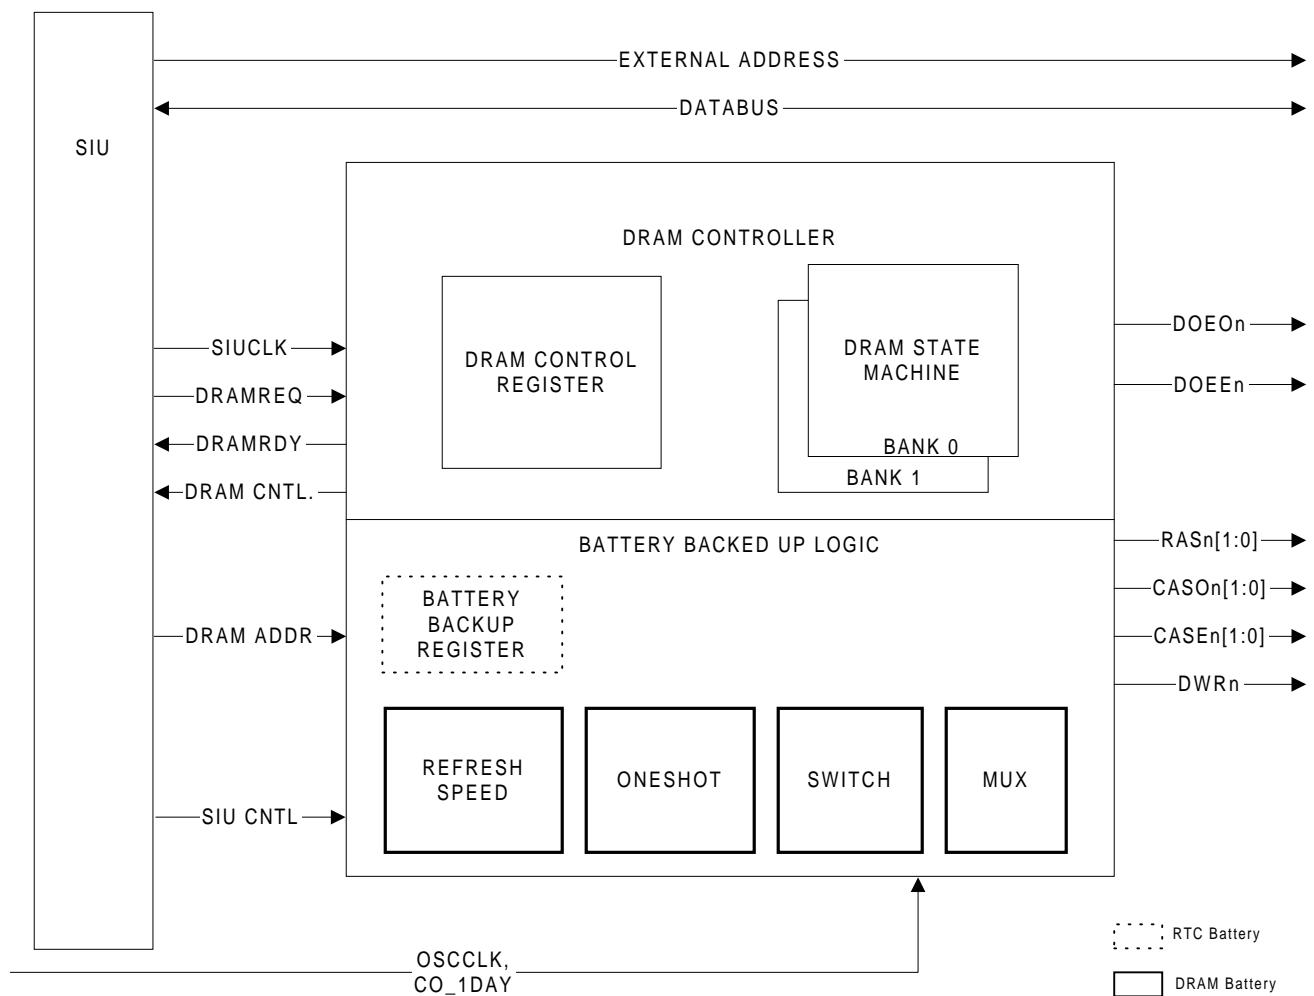 EXTERNAL ADDRESS
DATABUS
SIU
DRAM CONTROLLER
DRAM CONTROL
REGISTER
DRAM STATE
MACHINE
BANK 0
BANK 1
SIUCLK
DRAMREQ
DRAMRDY
DRAM CNTL.
DOEOn
DOEEn
BATTERY BACKED UP LOGIC
BATTERY
BACKUP
REGISTER
DRAM ADDR
SIU CNTL
RASn[1:0]
CASOn[1:0]
CASEn[1:0]
DWRn
REFRESH
SPEED
ONESHOT
SWITCH
MUX
OSCCLK,
CO_1DAY
RTC Battery
DRAM Battery